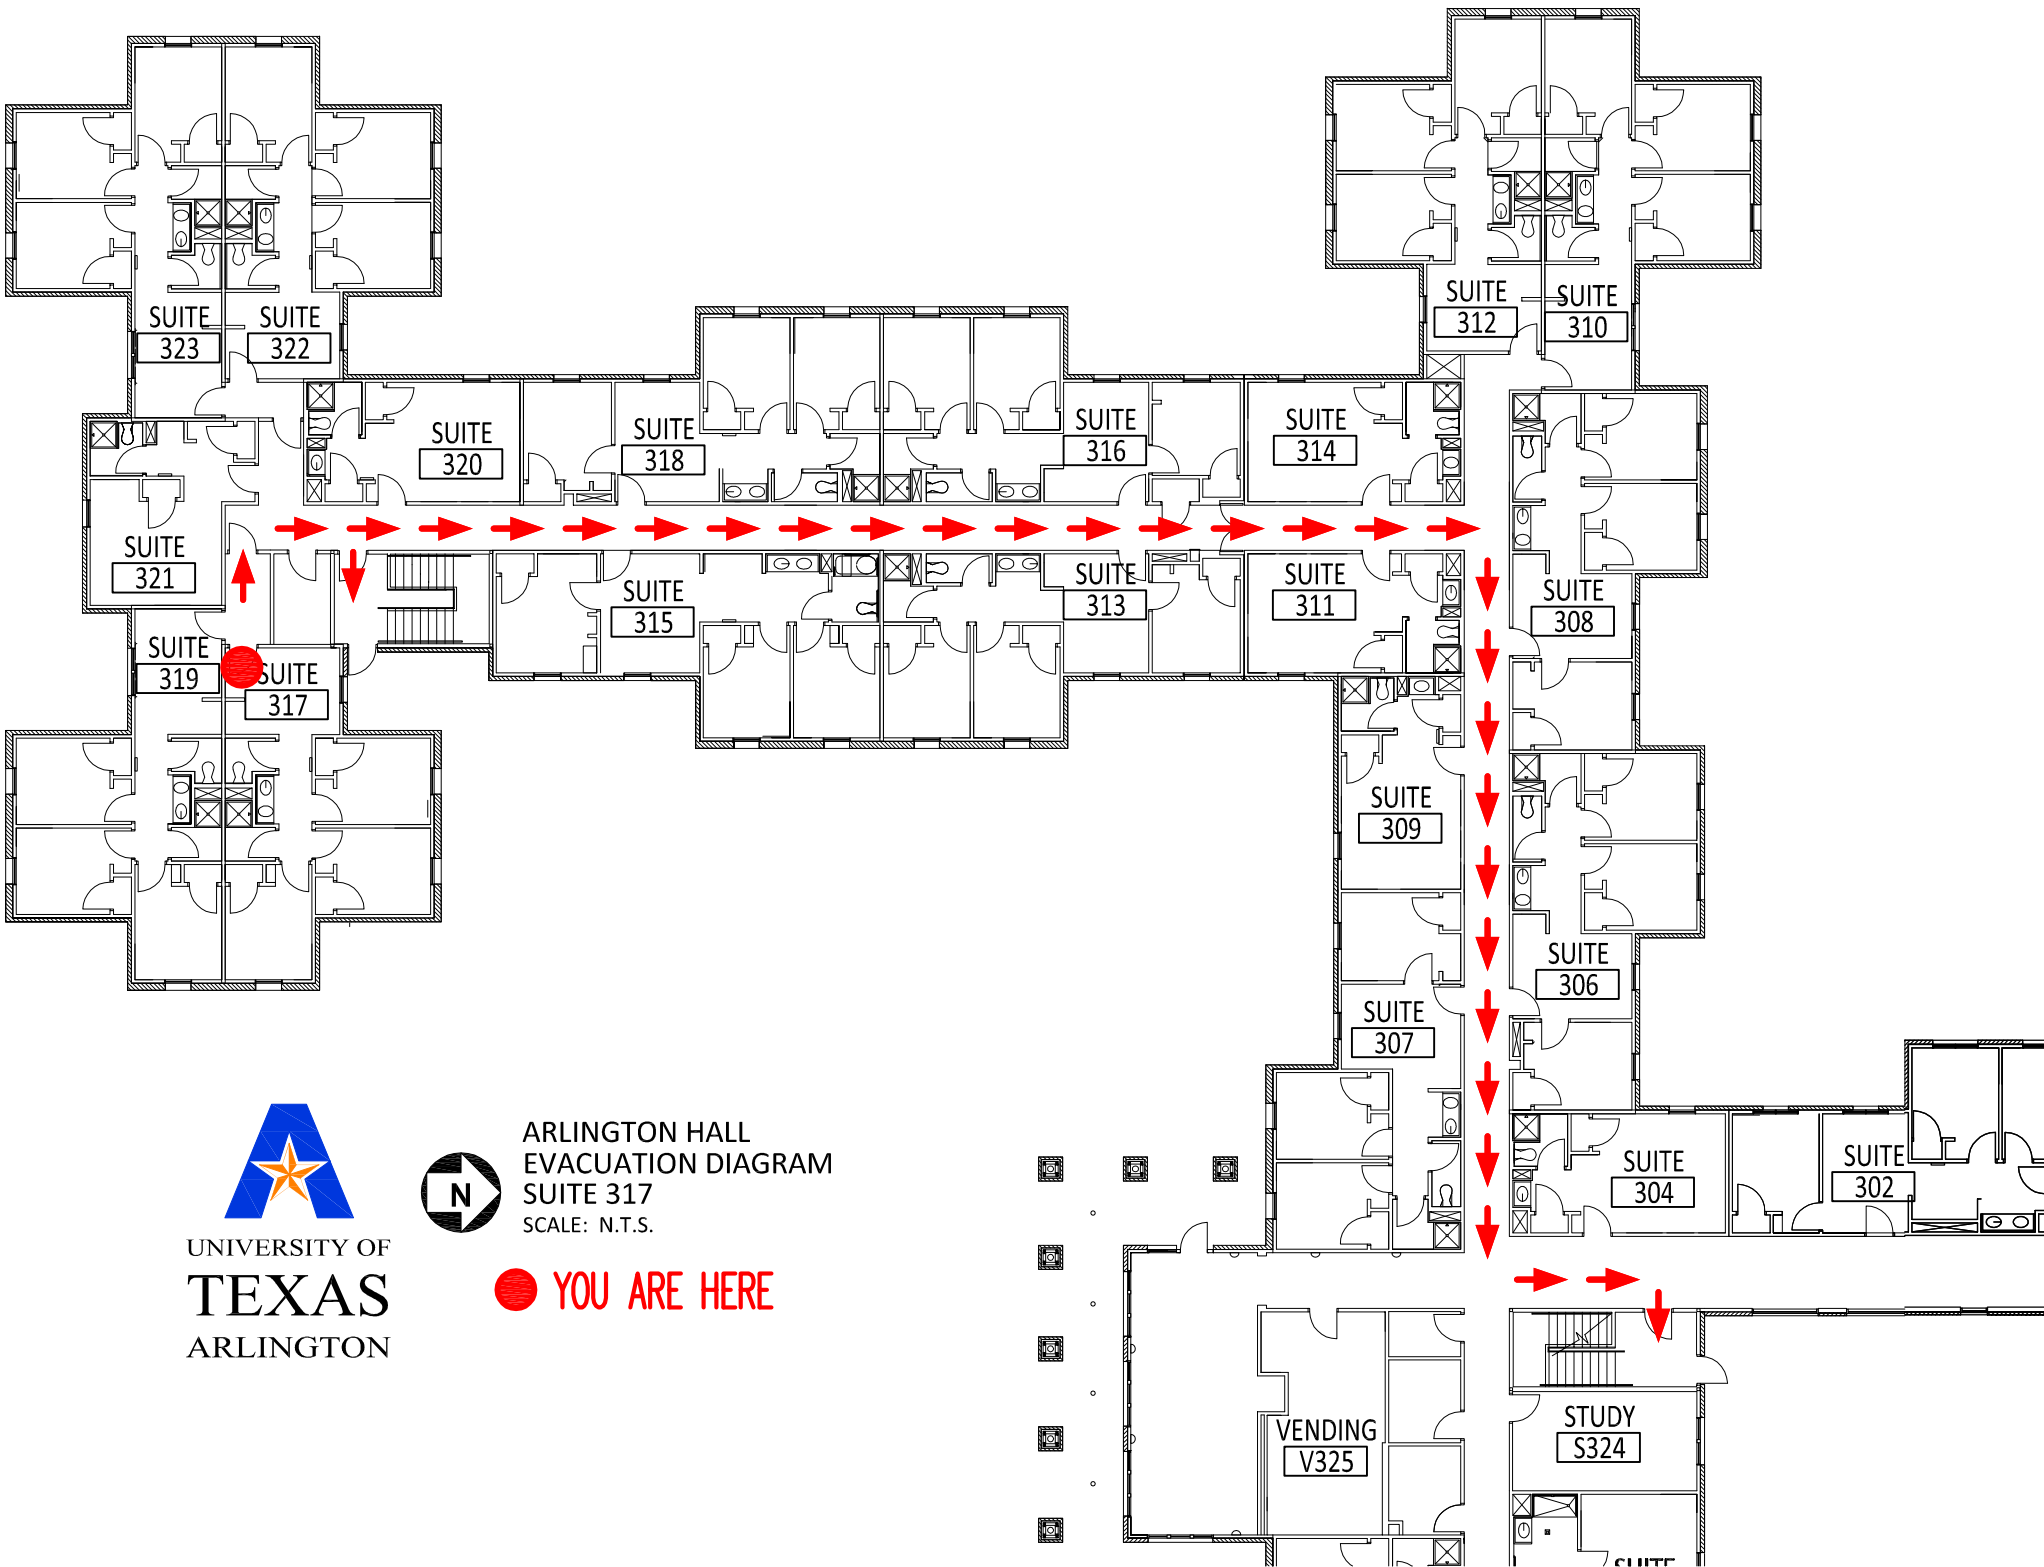 SUITE
312
SUITE
310
SUITE
323
SUITE
322
SUITE
320
SUITE
318
SUITE
316
SUITE
314
SUITE
321
SUITE
315
SUITE
313
SUITE
311
SUITE
308
SUITE
319
SUITE
317
SUITE
309
SUITE
306
SUITE
307
SUITE
304
SUITE
302
UNIVERSITY OF
TEXAS
ARLINGTON
N
ARLINGTON HALL
EVACUATION DIAGRAM
SUITE 317
SCALE: N.T.S.
YOU ARE HERE
VENDING
V325
STUDY
S324
SUITE